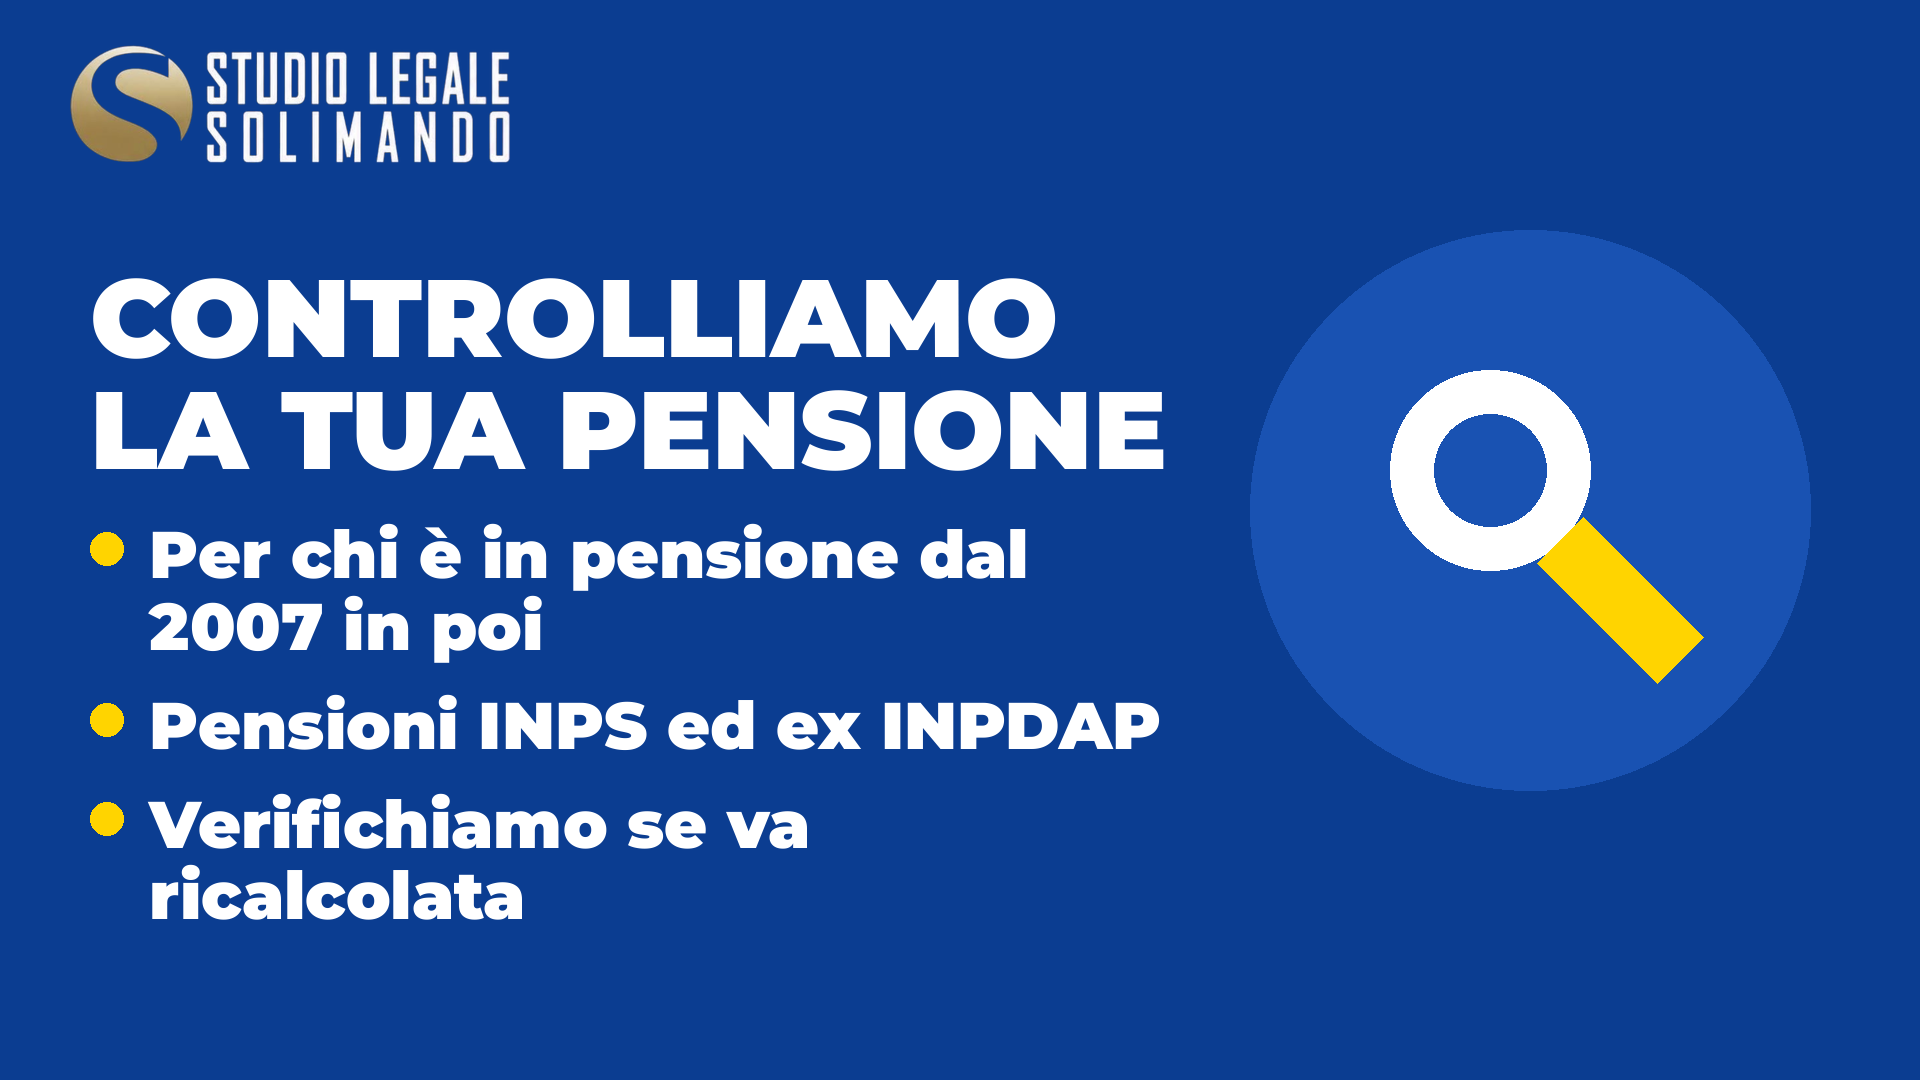 STUDIO LEGALE
SOLIMANDO
CONTROLLIAMO
LA TUA PENSIONE
Per chi è in pensione dal
2007 in poi
Pensioni INPS ed ex INPDAP
Verifichiamo se va
ricalcolata